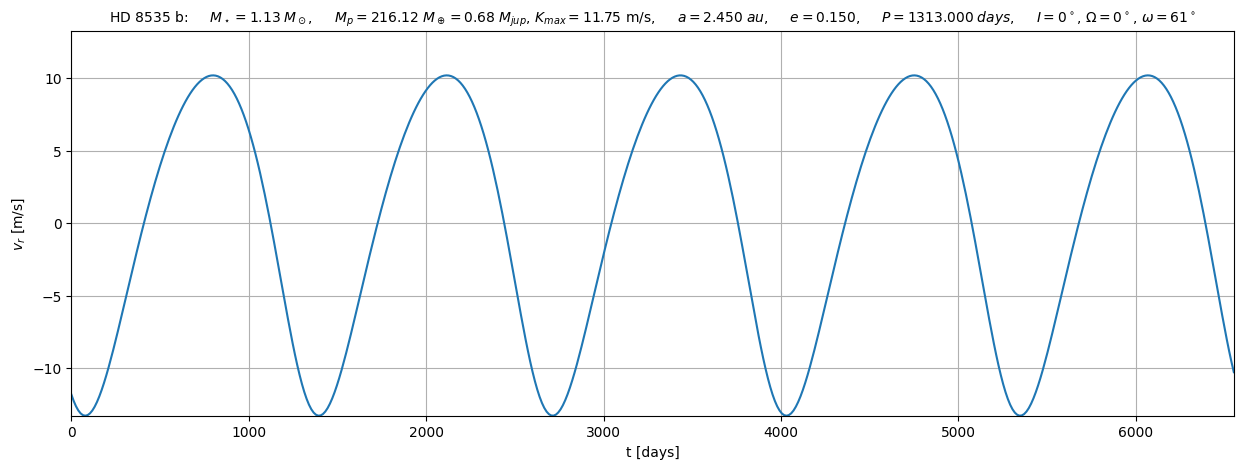 HD 8535 b: M⋆ = 1.13 M⊙, Mp = 216.12 M⊕ = 0.68 Mjup, Kmax = 11.75 m/s, a = 2.450 au, e = 0.150, P = 1313.000 days, I = 0°, Ω = 0°, ω = 61°
10
5
0
−5
−10
vr [m/s]
0 1000 2000 3000 4000 5000 6000
t [days]